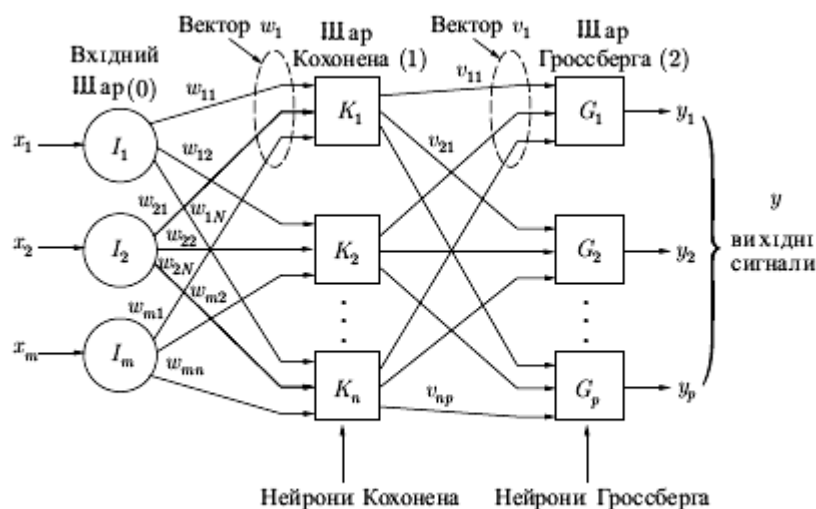 Вектор w₁
Шар
Кохонена (1)
Вектор v₁
Шар
Гроссберга (2)
Вхідний
Шар(0)
w₁₁
v₁₁
x₁
I₁
K₁
G₁
y₁
w₁₂
v₂₁
w₂₁
w₁N
y
x₂
I₂
w₂₂
K₂
G₂
y₂
вихідні
w₂N
сигнали
wₘ₁
wₘ₂
xₘ
Iₘ
wₘₙ
Kₙ
vₙₚ
Gₚ
yₚ
Нейрони Кохонена
Нейрони Гроссберга